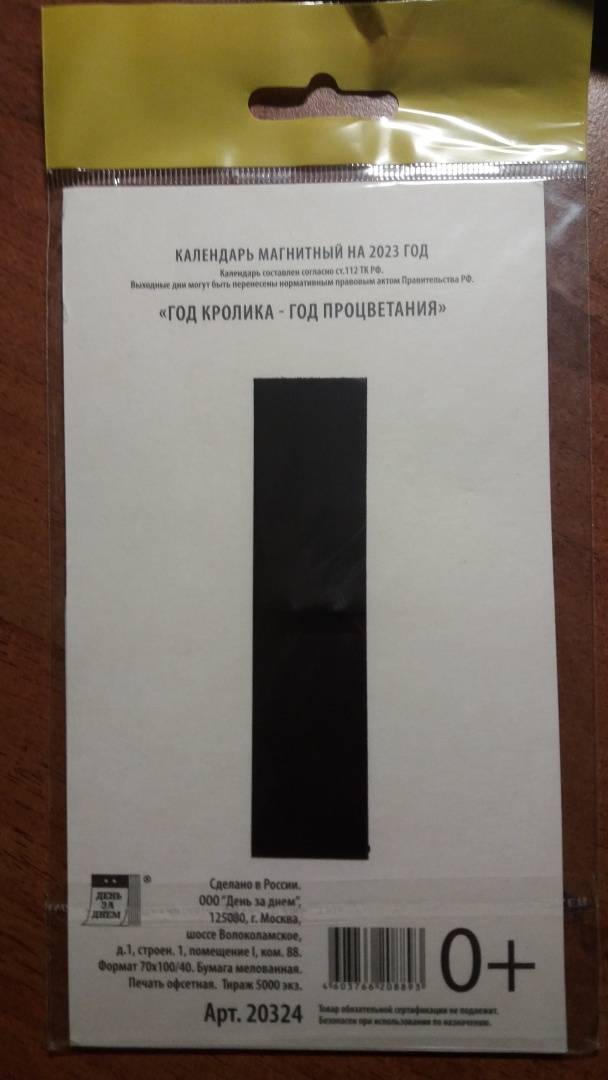 КАЛЕНДАРЬ МАГНИТНЫЙ НА 2023 ГОД
Календарь составлен согласно ст.112 ТК РФ.
Выходные дни могут быть перенесены нормативным правовым актом Правительства РФ.
«ГОД КРОЛИКА - ГОД ПРОЦВЕТАНИЯ»
ДЕНЬ
ЗА
ДНЕМ
®
Сделано в России.
ООО "День за днем",
125080, г. Москва,
шоссе Волоколамское,
д.1, строен. 1, помещение I, ком. 88.
Формат 70х100/40. Бумага мелованная.
Печать офсетная. Тираж 5000 экз.
Арт. 20324
4603766208893
0+
Товар обязательной сертификации не подлежит.
Безопасен при использовании по назначению.